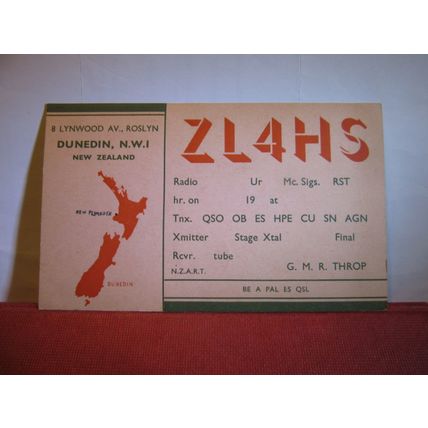 8 LYNWOOD AV., ROSLYN
DUNEDIN, N.W.1
NEW ZEALAND
NEW PLYMOUTH
DUNEDIN
ZL4HS
Radio Ur Mc. Sigs. RST
hr. on 19 at
Tnx. QSO OB ES HPE CU SN AGN
Xmitter Stage Xtal Final
Rcvr. tube
N.Z.A.R.T. G. M. R. THROP
BE A PAL ES QSL